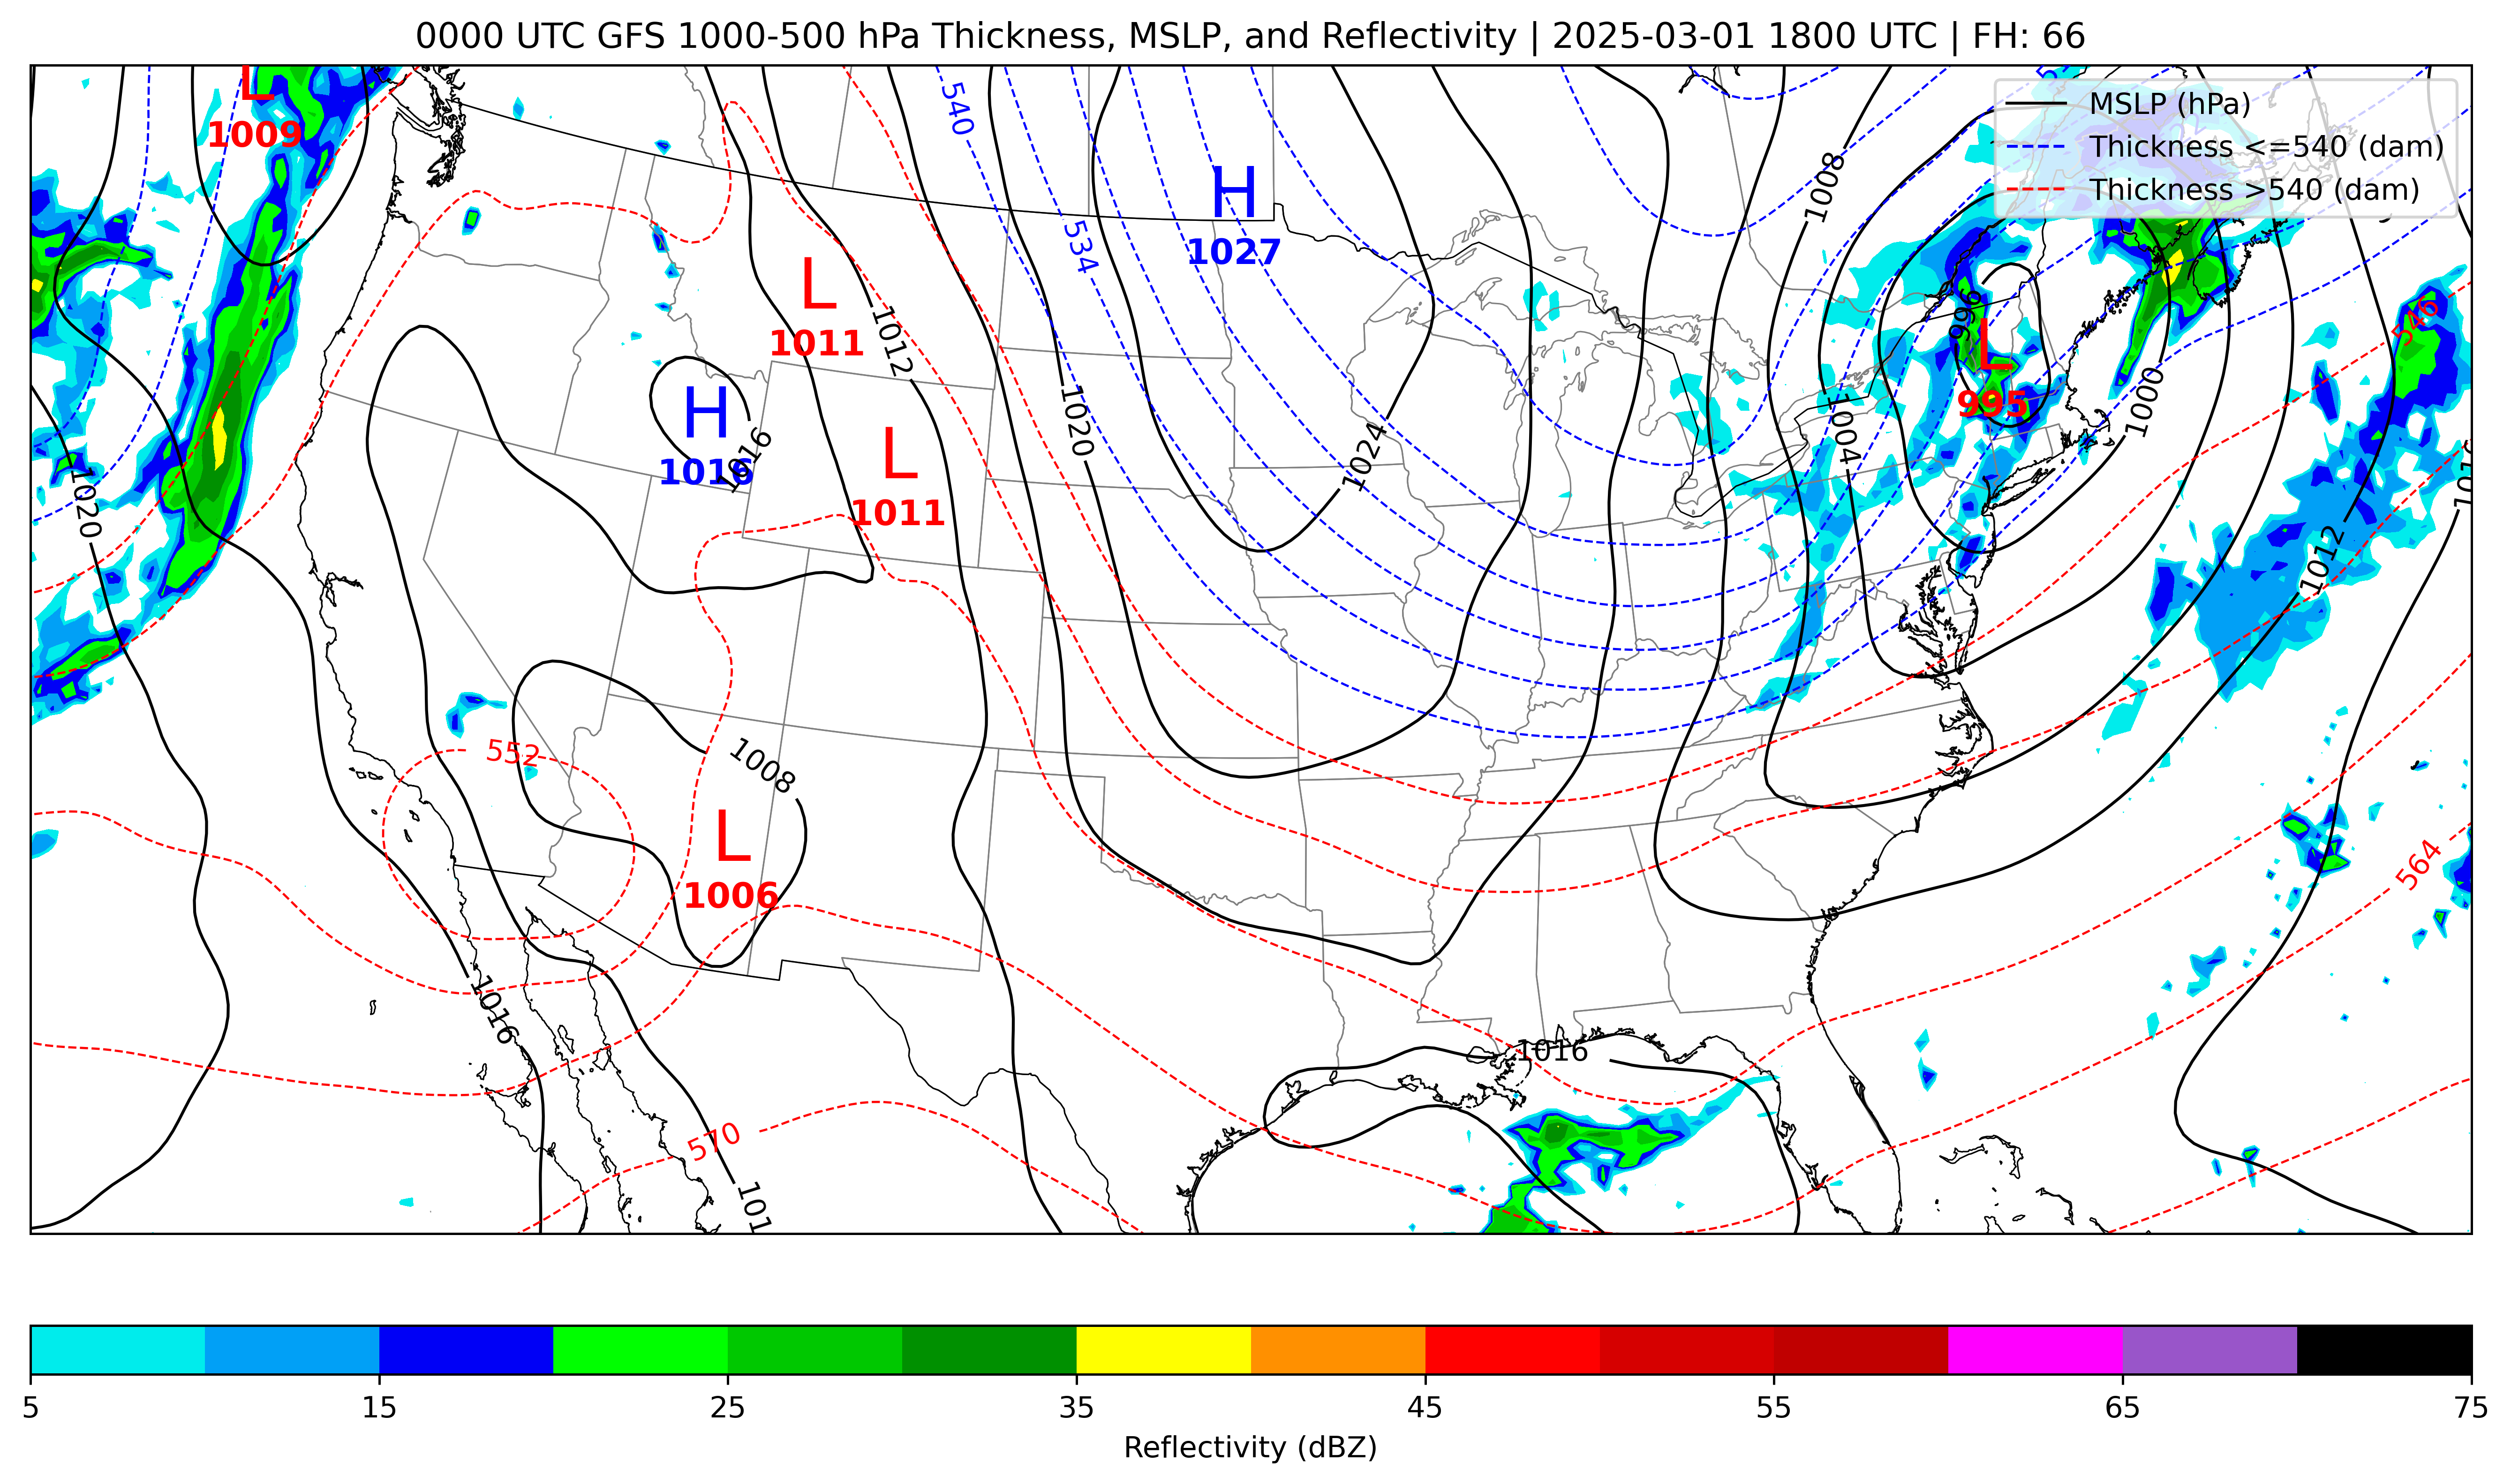 0000 UTC GFS 1000-500 hPa Thickness, MSLP, and Reflectivity | 2025-03-01 1800 UTC | FH: 66
MSLP (hPa)
Thickness <=540 (dam)
Thickness >540 (dam)
L
1009
540
1008
H
1027
534
L
1011
1012
996
L
995
546
H
1016
1016
1020
1000
L
1011
1024
1004
1020
1012
552
1008
L
1006
564
1016
1016
570
101
5
15
25
35
45
55
65
75
Reflectivity (dBZ)